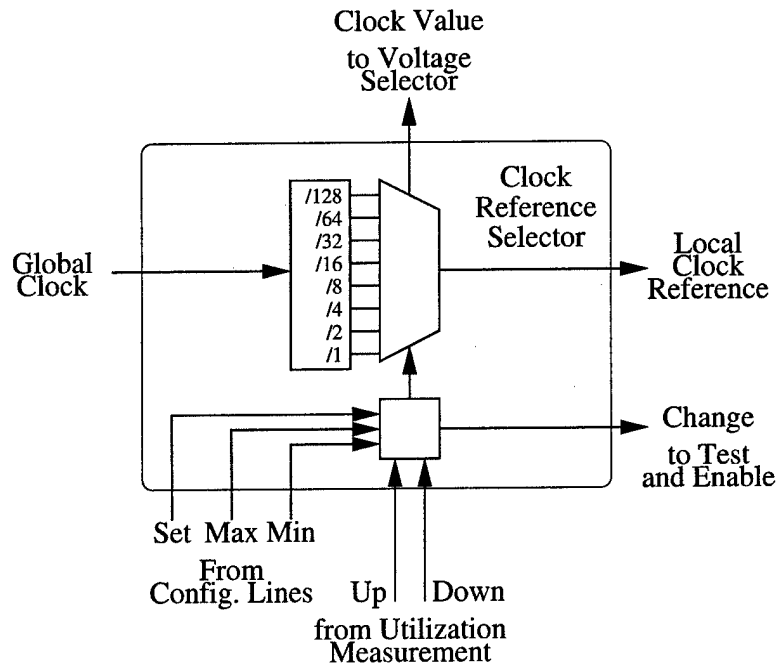 Clock Value
to Voltage
Selector
Clock
Reference
Selector
/128
/64
/32
/16
/8
/4
/2
/1
Global
Clock
Local
Clock
Reference
Change
to Test
and Enable
Set Max Min
From
Config. Lines
Up Down
from Utilization
Measurement